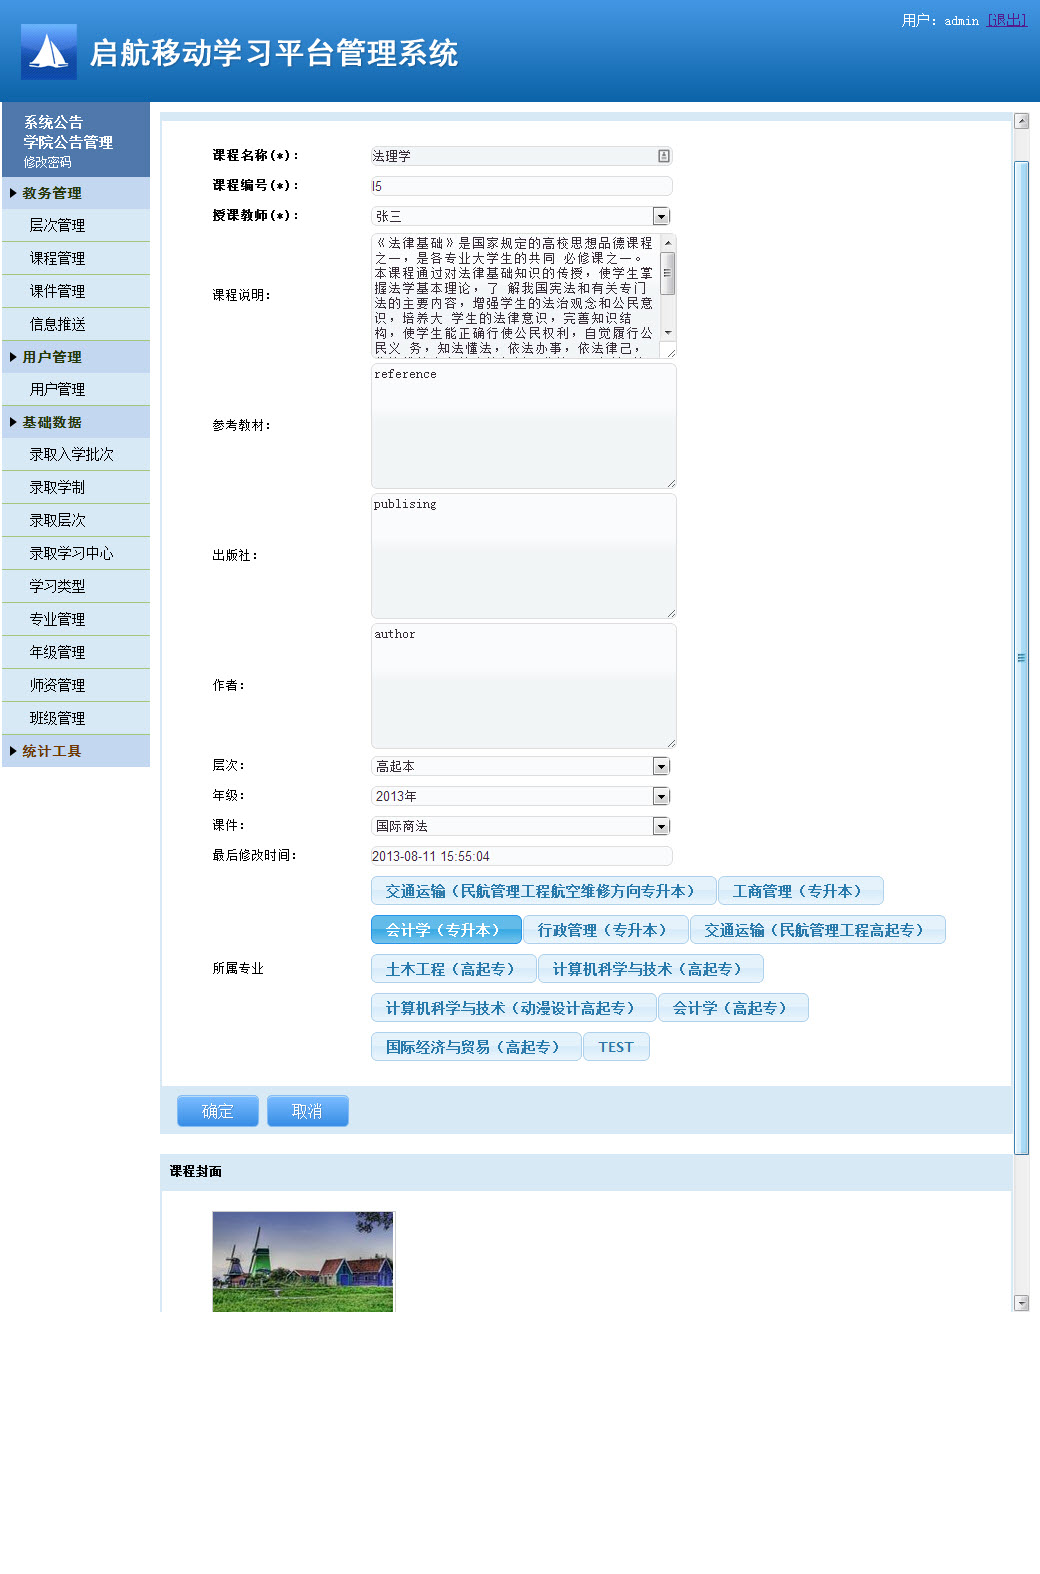 用户：admin [退出]
启航移动学习平台管理系统
系统公告
学院公告管理
修改密码
教务管理
层次管理
课程管理
课件管理
信息推送
用户管理
用户管理
基础数据
录取入学批次
录取学制
录取层次
录取学习中心
学习类型
专业管理
年级管理
师资管理
班级管理
统计工具
课程名称(*)： 法理学
课程编号(*)： l5
授课教师(*)： 张三
课程说明：
《法律基础》是国家规定的高校思想品德课程
之一，是各专业大学生的共同 必修课之一。
本课程通过对法律基础知识的传授，使学生掌
握法学基本理论，了 解我国宪法和有关专门
法的主要内容，增强学生的法治观念和公民意
识，培养大 学生的法律意识，完善知识结
构，使学生能正确行使公民权利，自觉履行公
民义 务，知法懂法，依法办事，依法律己，
参考教材： reference
出版社： publising
作者： author
层次： 高起本
年级： 2013年
课件： 国际商法
最后修改时间： 2013-08-11 15:55:04
所属专业
交通运输（民航管理工程航空维修方向专升本） 工商管理（专升本）
会计学（专升本） 行政管理（专升本） 交通运输（民航管理工程高起专）
土木工程（高起专） 计算机科学与技术（高起专）
计算机科学与技术（动漫设计高起专） 会计学（高起专）
国际经济与贸易（高起专） TEST
确定 取消
课程封面